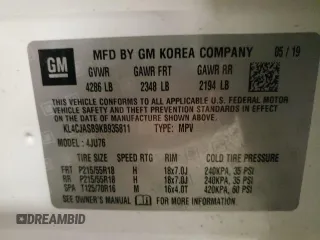 GM
MFD BY GM KOREA COMPANY 05/19
GVWR GAWR FRT GAWR RR
4286 LB 2348 LB 2194 LB
THIS VEHICLE CONFORMS TO ALL APPLICABLE U.S. FEDERAL MOTOR
VEHICLE SAFETY, BUMPER, AND THEFT PREVENTION STANDARDS IN
EFFECT ON THE DATE OF MANUFACTURE SHOWN ABOVE.
KL4CJASB9KB935811 TYPE: MPV
MODEL: 4JU76
TIRE SIZE SPEED RTG RIM COLD TIRE PRESSURE
FRT P215/55R18 H 18x7.0J 240KPA, 35 PSI
RR P215/55R18 H 18x7.0J 240KPA, 35 PSI
SPA T125/70R16 M 16x4.0T 420KPA, 60 PSI
SEE OWNER'S MANUAL FOR ADDITIONAL INFORMATION
DREAMBID